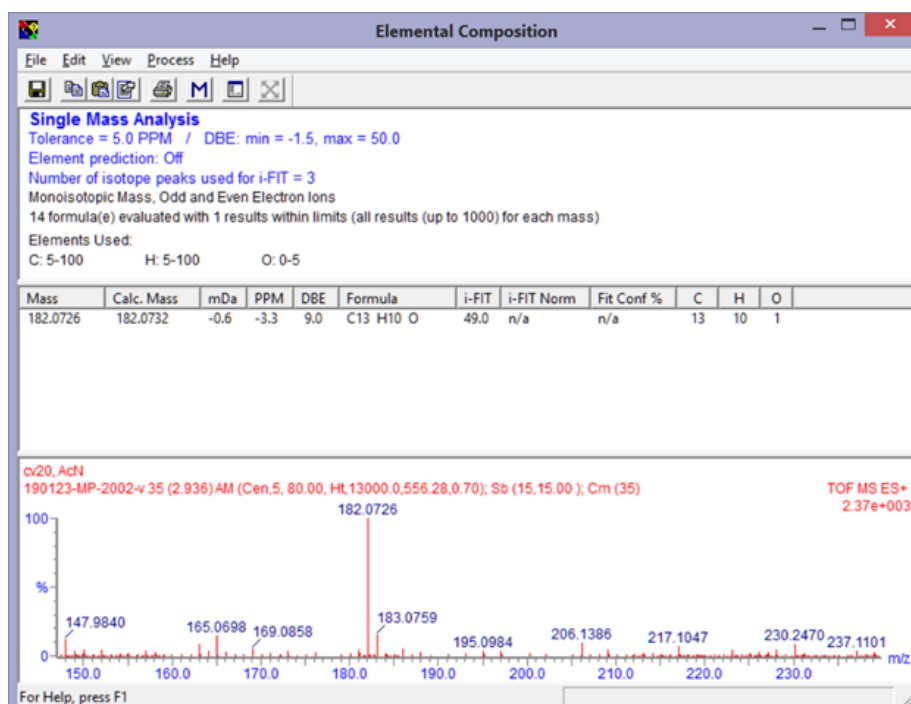 Elemental Composition
File Edit View Process Help
M
Single Mass Analysis
Tolerance = 5.0 PPM / DBE: min = -1.5, max = 50.0
Element prediction: Off
Number of isotope peaks used for i-FIT = 3
Monoisotopic Mass, Odd and Even Electron Ions
14 formula(e) evaluated with 1 results within limits (all results (up to 1000) for each mass)
Elements Used:
C: 5-100 H: 5-100 O: 0-5
Mass Calc. Mass mDa PPM DBE Formula i-FIT i-FIT Norm Fit Conf % C H O
182.0726 182.0732 -0.6 -3.3 9.0 C13 H10 O 49.0 n/a n/a 13 10 1
cv20, AcN
190123-MP-2002-v 35 (2.936) AM (Cen,5, 80.00, Ht,13000.0,556.28,0.70); Sb (15,15.00 ); Cm (35) TOF MS ES+
2.37e+003
100 182.0726
%
147.9840 165.0698 169.0858 183.0759 195.0984 206.1386 217.1047 230.2470 237.1101
0 m/z
150.0 160.0 170.0 180.0 190.0 200.0 210.0 220.0 230.0
For Help, press F1